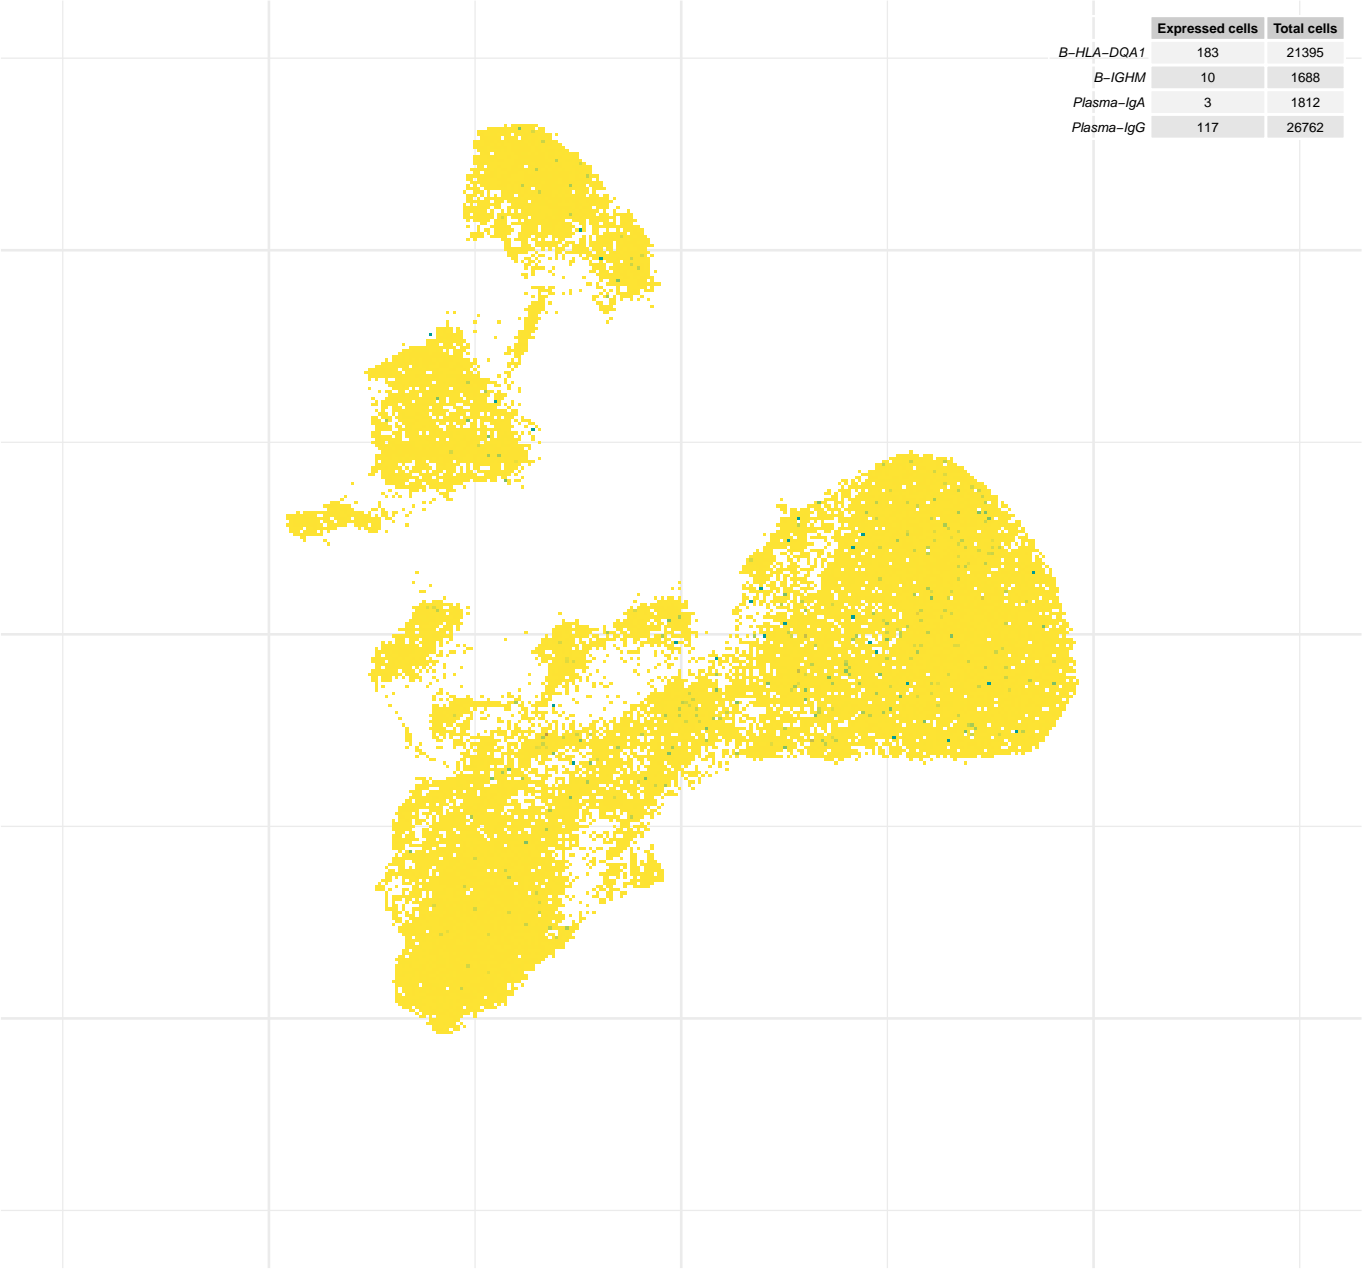 Expressed cells Total cells
B−HLA−DQA1 183 21395
B−IGHM 10 1688
Plasma−IgA 3 1812
Plasma−IgG 117 26762